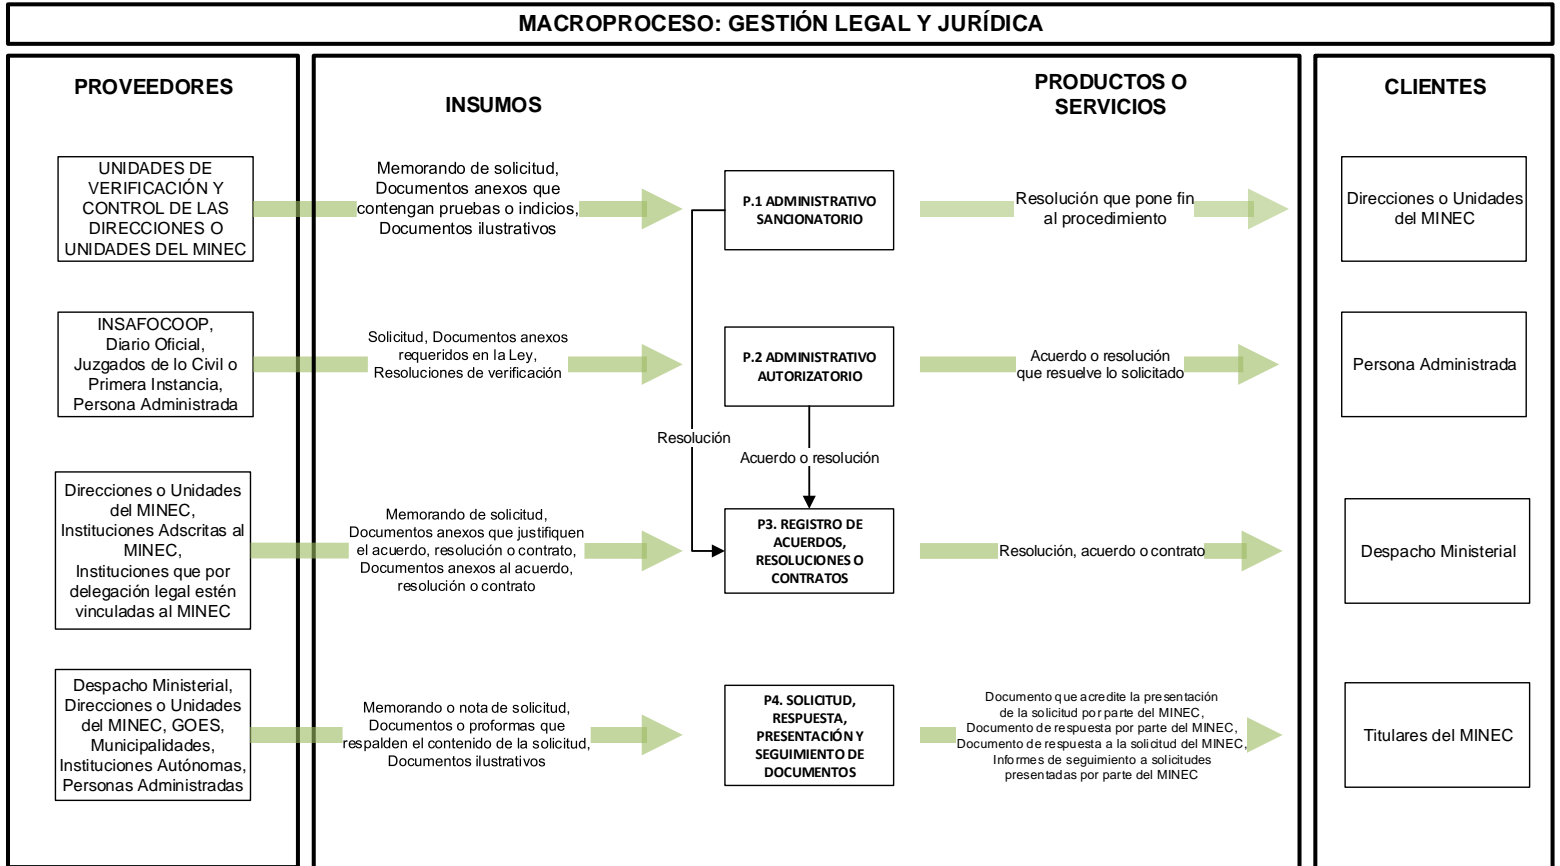 MACROPROCESO: GESTIÓN LEGAL Y JURÍDICA
PROVEEDORES
INSUMOS
PRODUCTOS O
SERVICIOS
CLIENTES
UNIDADES DE
VERIFICACIÓN Y
CONTROL DE LAS
DIRECCIONES O
UNIDADES DEL MINEC
Memorando de solicitud,
Documentos anexos que
contengan pruebas o indicios,
Documentos ilustrativos
P.1 ADMINISTRATIVO
SANCIONATORIO
Resolución que pone fin
al procedimiento
Direcciones o Unidades
del MINEC
INSAFOCOOP,
Diario Oficial,
Juzgados de lo Civil o
Primera Instancia,
Persona Administrada
Solicitud, Documentos anexos
requeridos en la Ley,
Resoluciones de verificación
P.2 ADMINISTRATIVO
AUTORIZATORIO
Acuerdo o resolución
que resuelve lo solicitado
Persona Administrada
Resolución
Acuerdo o resolución
Direcciones o Unidades
del MINEC,
Instituciones Adscritas al
MINEC,
Instituciones que por
delegación legal estén
vinculadas al MINEC
Memorando de solicitud,
Documentos anexos que justifiquen
el acuerdo, resolución o contrato,
Documentos anexos al acuerdo,
resolución o contrato
P3. REGISTRO DE
ACUERDOS,
RESOLUCIONES O
CONTRATOS
Resolución, acuerdo o contrato
Despacho Ministerial
Despacho Ministerial,
Direcciones o Unidades
del MINEC, GOES,
Municipalidades,
Instituciones Autónomas,
Personas Administradas
Memorando o nota de solicitud,
Documentos o proformas que
respalden el contenido de la solicitud,
Documentos ilustrativos
P4. SOLICITUD,
RESPUESTA,
PRESENTACIÓN Y
SEGUIMIENTO DE
DOCUMENTOS
Documento que acredite la presentación
de la solicitud por parte del MINEC,
Documento de respuesta por parte del MINEC,
Documento de respuesta a la solicitud del MINEC,
Informes de seguimiento a solicitudes
presentadas por parte del MINEC
Titulares del MINEC